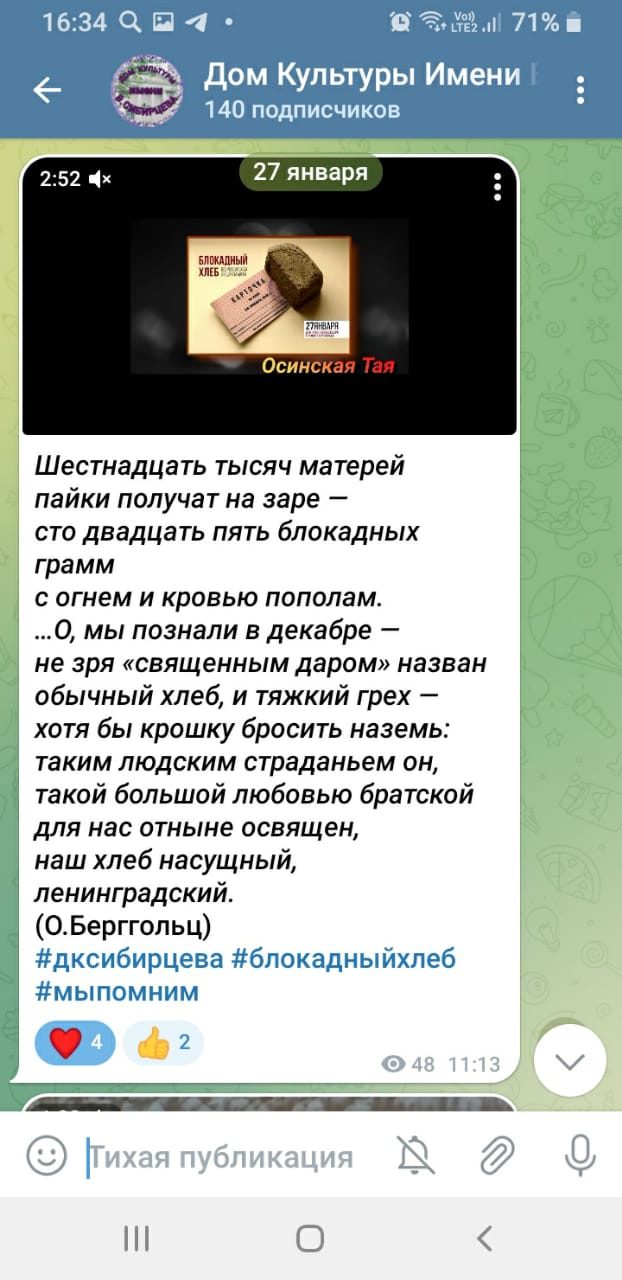 16:34
Vo))
LTE2
71%
Дом Культуры Имени
140 подписчиков
2:52
27 января
БЛОКАДНЫЙ
ХЛЕБ
КАРТОЧКА
27ЯНВАРЯ
Осинская Тая
Шестнадцать тысяч матерей
пайки получат на заре —
сто двадцать пять блокадных
грамм
с огнем и кровью пополам.
...О, мы познали в декабре —
не зря «священным даром» назван
обычный хлеб, и тяжкий грех —
хотя бы крошку бросить наземь:
таким людским страданьем он,
такой большой любовью братской
для нас отныне освящен,
наш хлеб насущный,
ленинградский.
(О.Берггольц)
#дксибирцева #блокадныйхлеб
#мыпомним
4
2
48 11:13
Тихая публикация